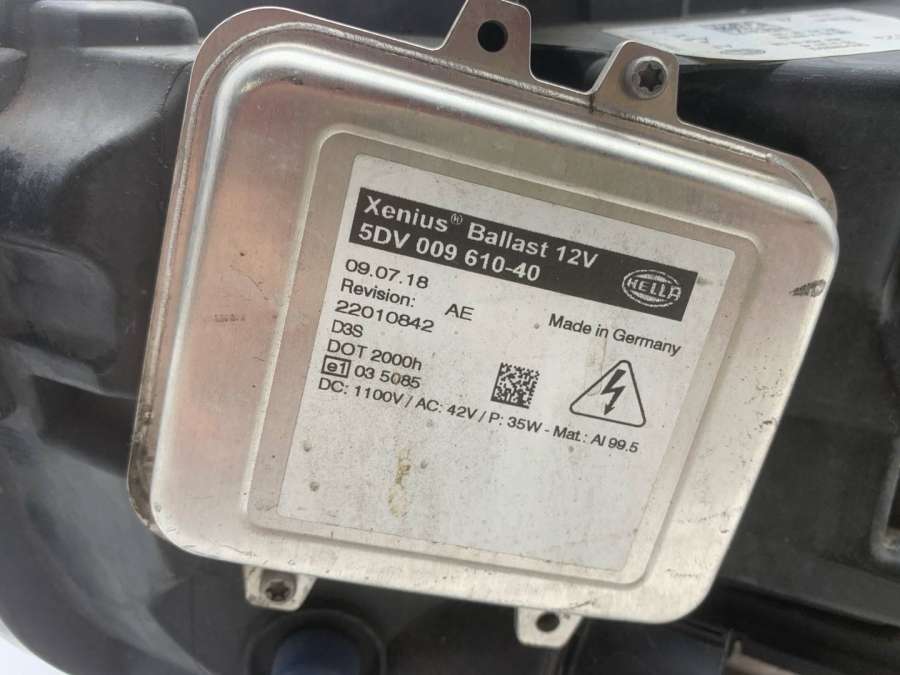 Xenius® Ballast 12V
5DV 009 610-40
HELLA
09.07.18
Revision: AE
Made in Germany
22010842
D3S
DOT 2000h
e1 03 5085
DC: 1100V / AC: 42V / P: 35W - Mat.: Al 99.5